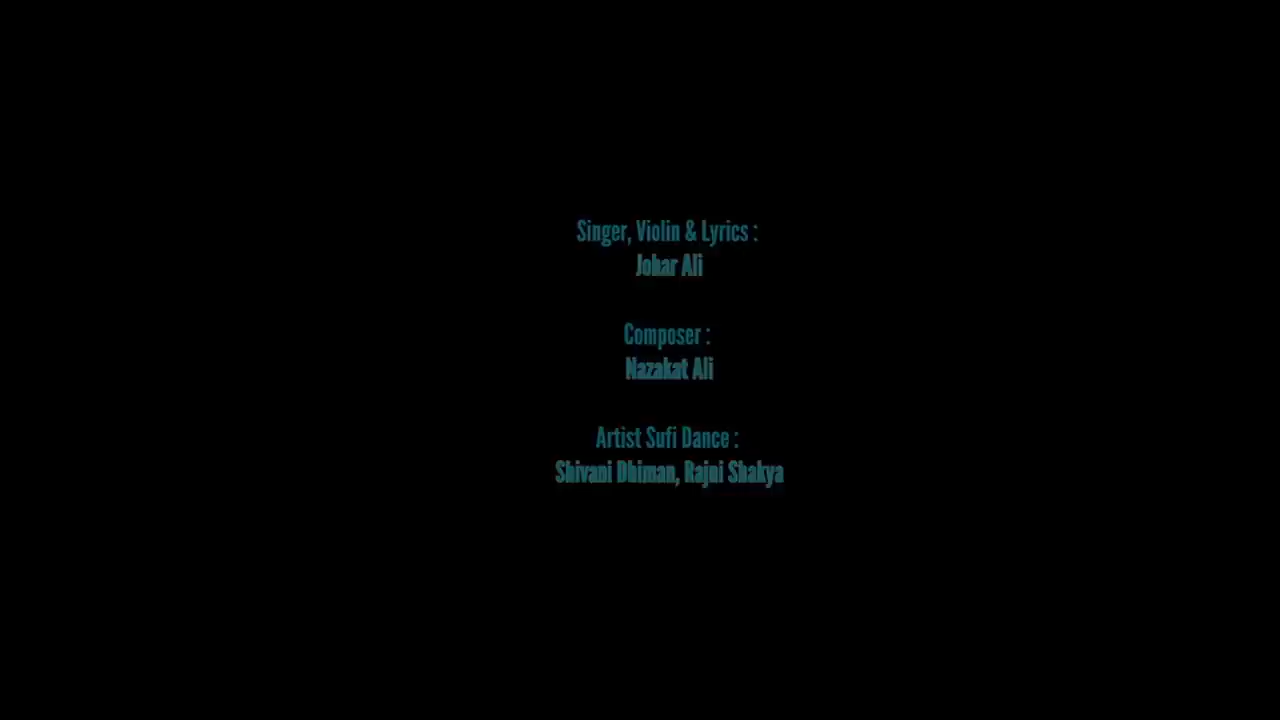 Singer, Violin & Lyrics :
Johar Ali
Composer :
Nazakat Ali
Artist Sufi Dance :
Shivani Dhiman, Rajni Shakya